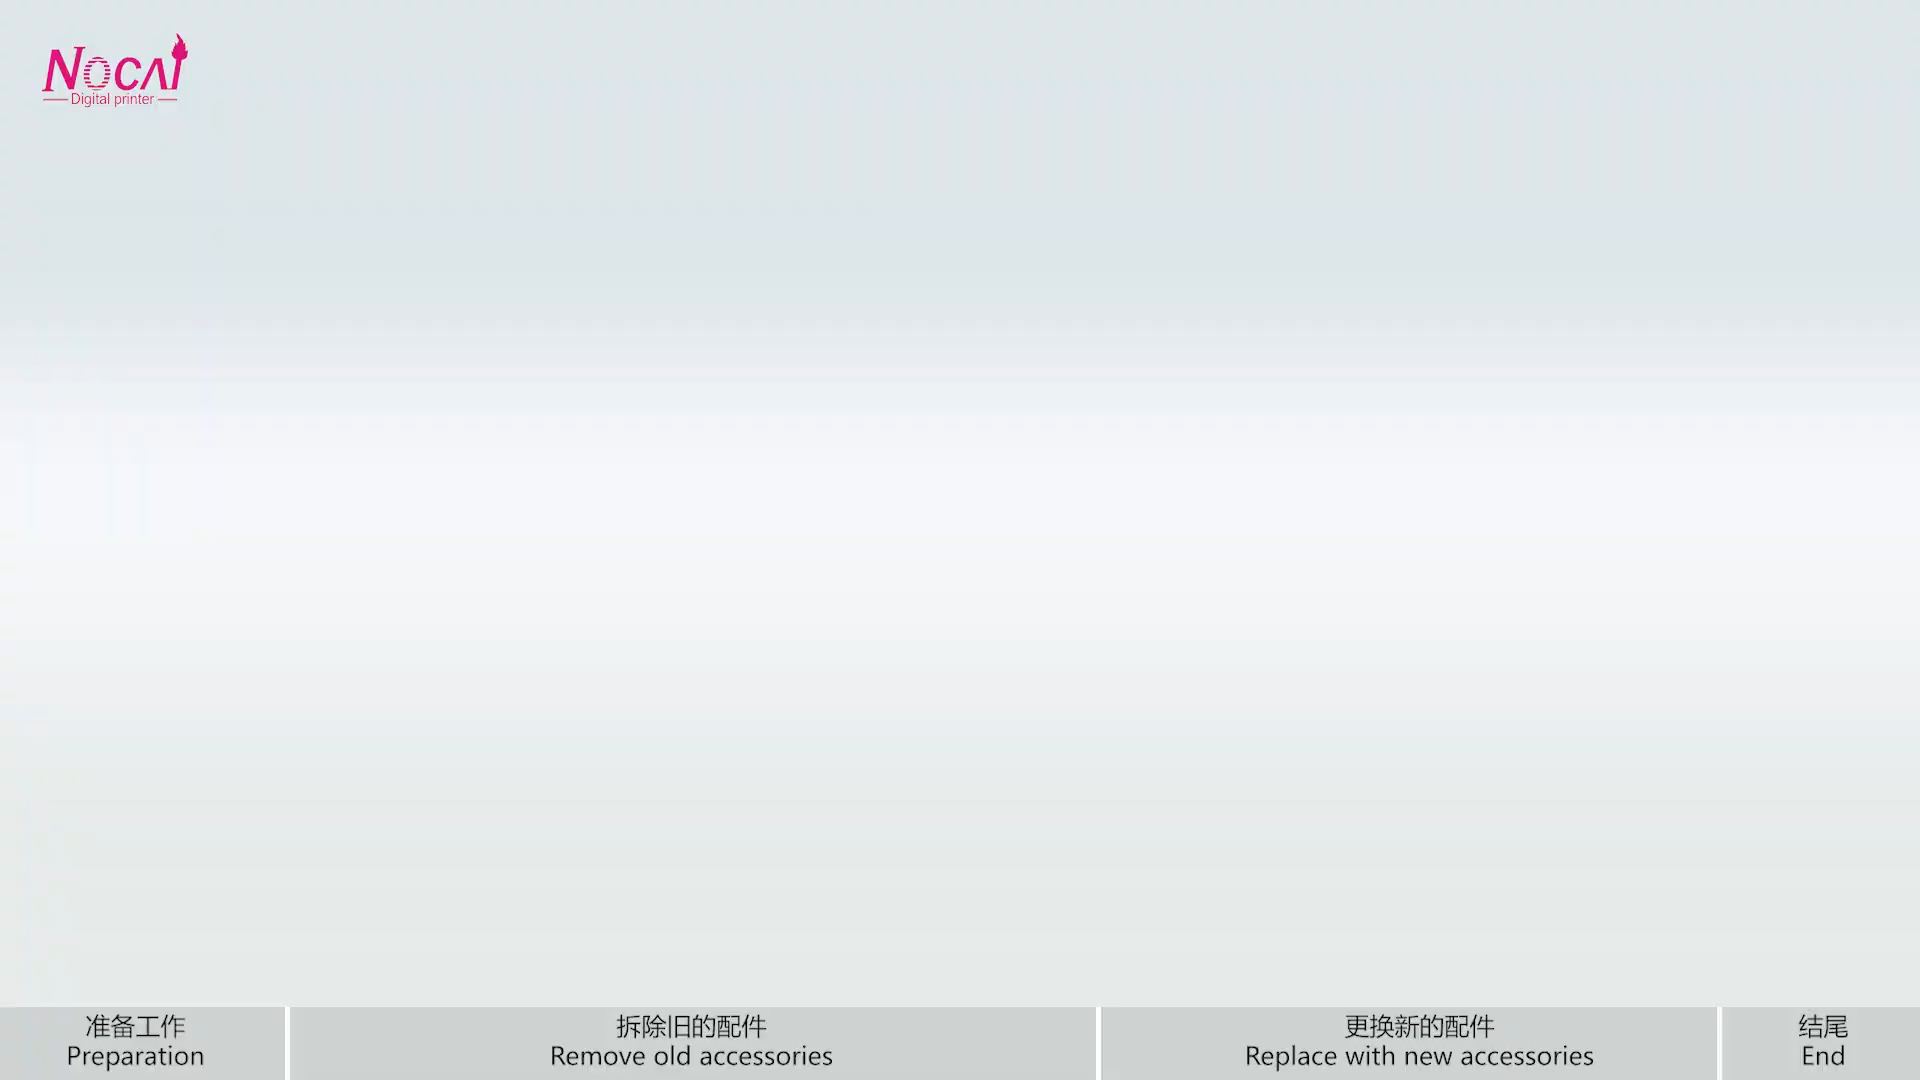 NOCAI
Digital printer
准备工作
Preparation
拆除旧的配件
Remove old accessories
更换新的配件
Replace with new accessories
结尾
End